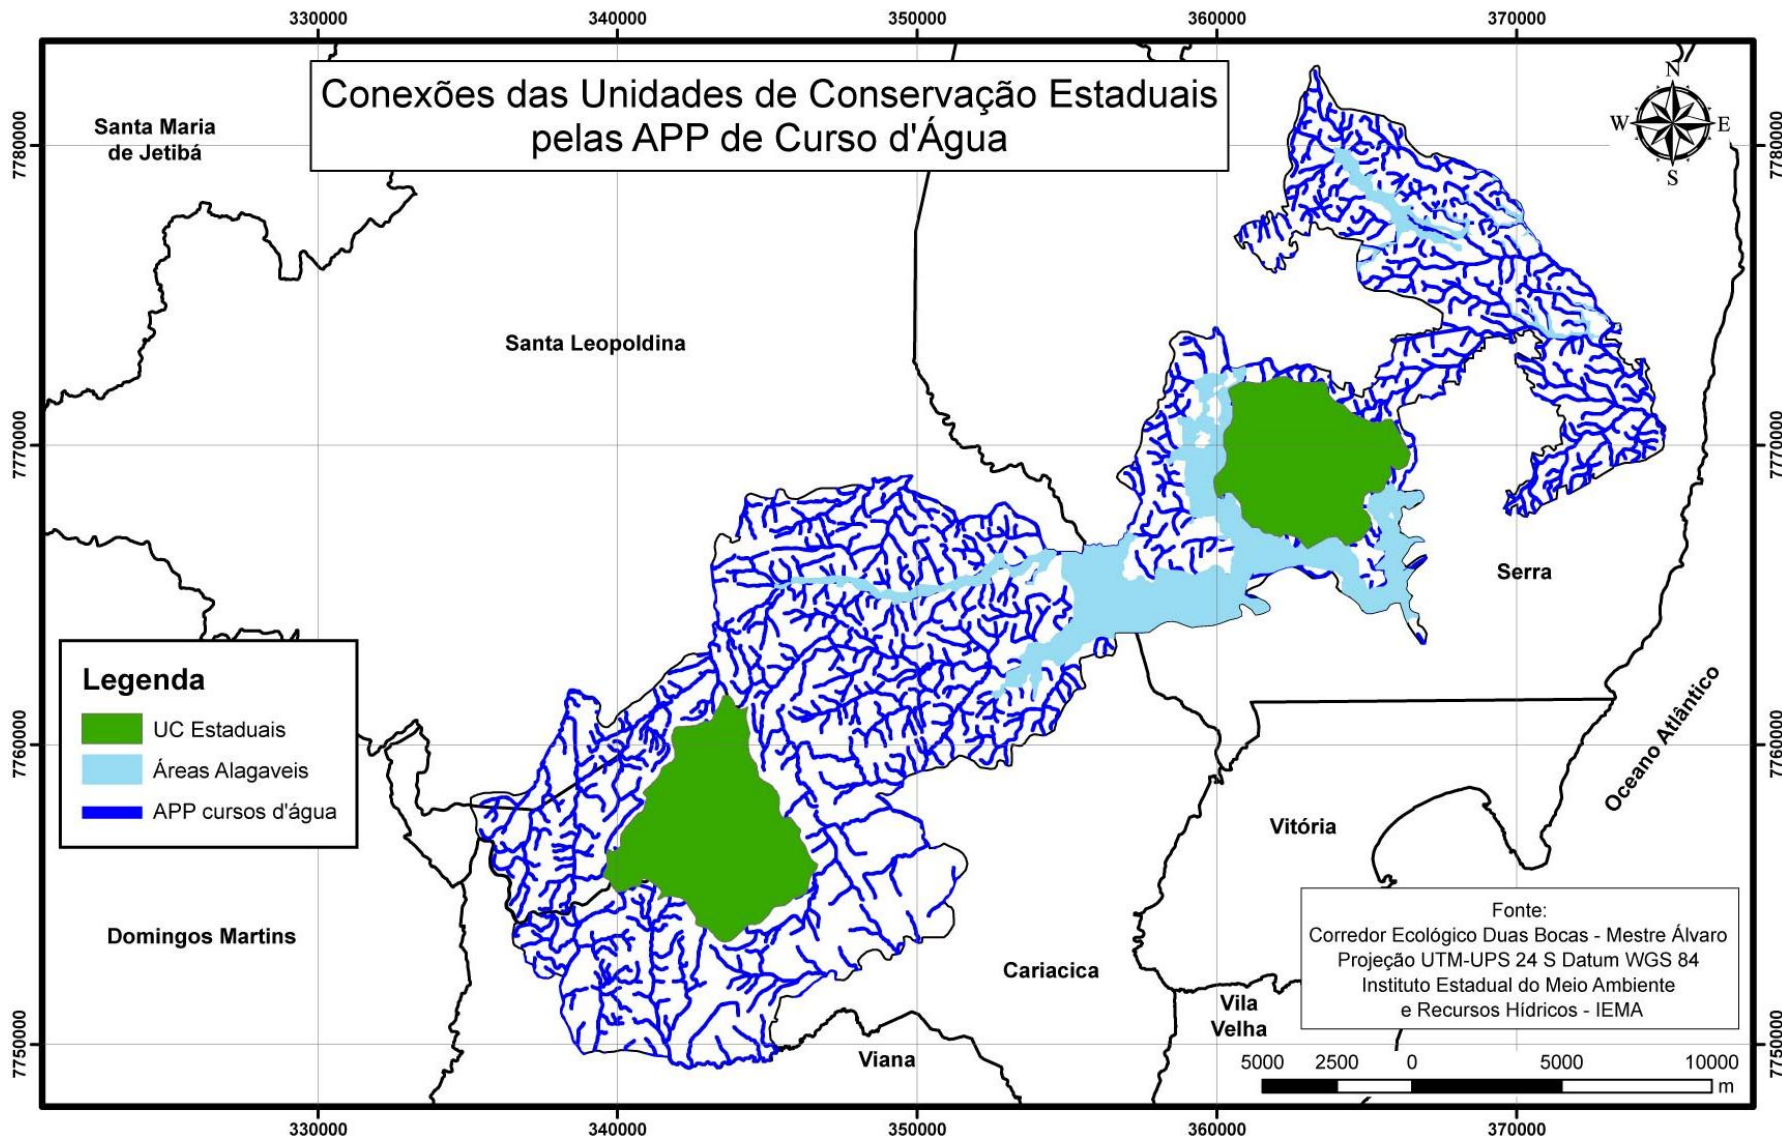 330000
340000
350000
360000
370000
Conexões das Unidades de Conservação Estaduais
pelas APP de Curso d'Água
N
W
E
S
7780000
7780000
Santa Maria
de Jetibá
Santa Leopoldina
7770000
7770000
Serra
Legenda
UC Estaduais
Áreas Alagaveis
APP cursos d'água
7760000
7760000
Oceano Atlântico
Vitória
Domingos Martins
Cariacica
Vila
Velha
Viana
Fonte:
Corredor Ecológico Duas Bocas - Mestre Álvaro
Projeção UTM-UPS 24 S Datum WGS 84
Instituto Estadual do Meio Ambiente
e Recursos Hídricos - IEMA
7750000
7750000
5000
2500
0
5000
10000
m
330000
340000
350000
360000
370000